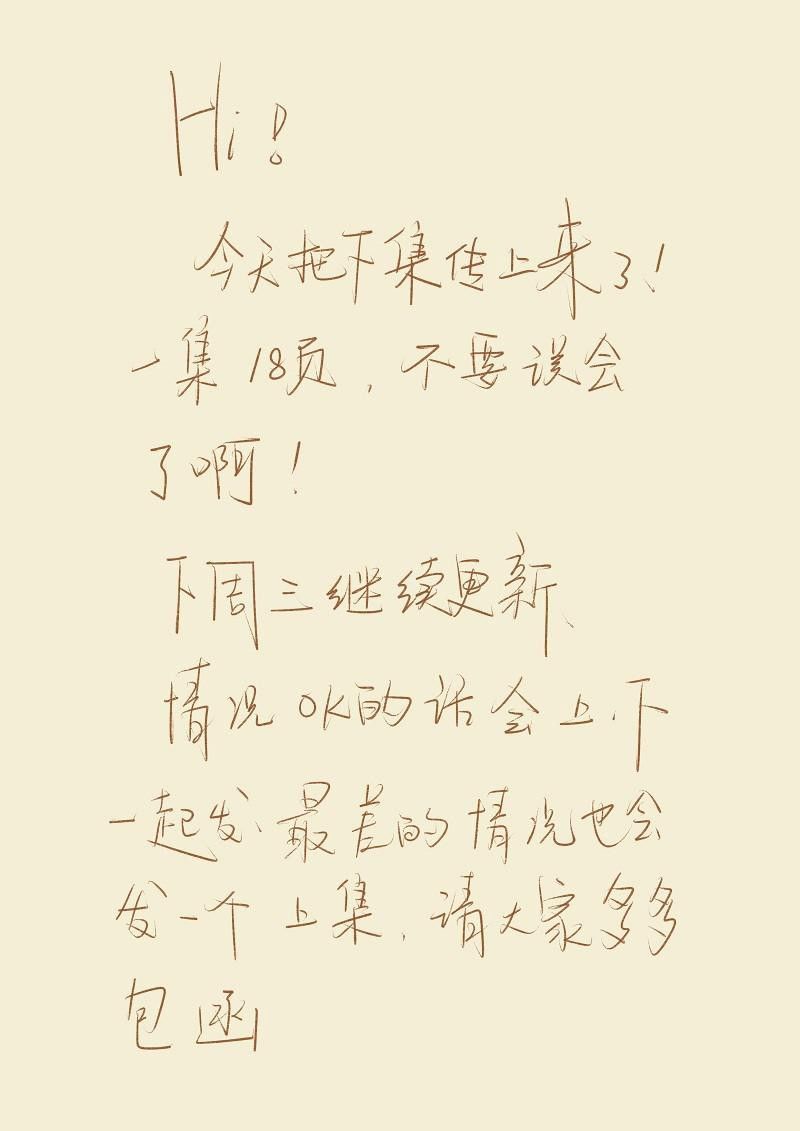 Hi!
今天把下集传上来了!
一集18页，不要误会
了啊!
下周三继续更新、
情况OK的话会上.下
一起发、最差的情况也会
发一个上集，请大家多多
包涵